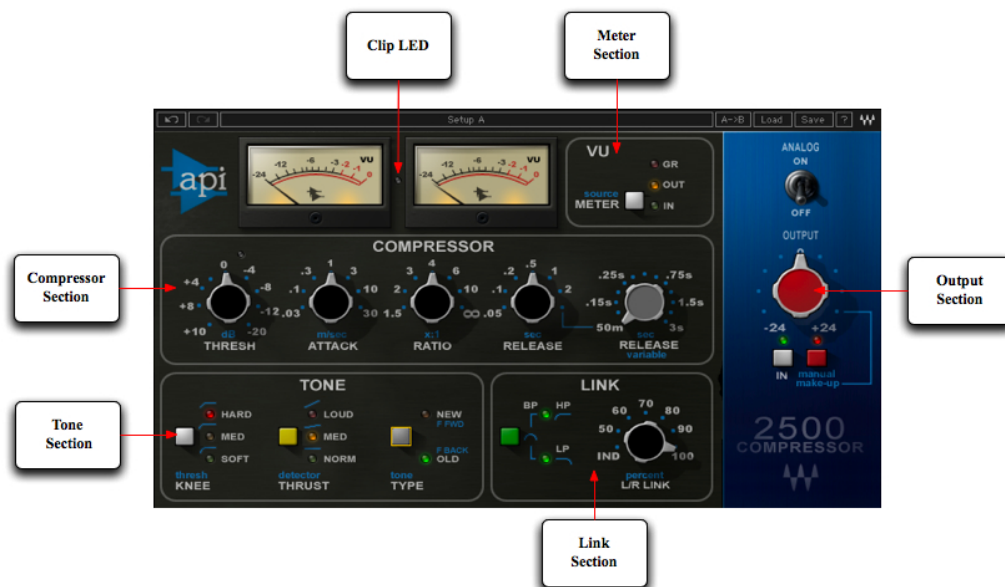 Clip LED
Meter
Section
Setup A
A->B
Load
Save
?
api
-24 -12 -6 -3 -2 -1 0
VU
-24 -12 -6 -3 -2 -1 0
VU
VU
GR
OUT
IN
source
METER
ANALOG
ON
OFF
Compressor
Section
COMPRESSOR
+10 +8 +4 0 -4 -8 -12 -20
dB
THRESH
.03 .1 .3 1 3 10 30
m/sec
ATTACK
1.5 2 3 4 6 10 ∞
x:1
RATIO
.05 .1 .2 .5 1 2
sec
RELEASE
50m .15s .25s .75s 1.5s 3s
sec
RELEASE
variable
OUTPUT
0
-24 +24
IN
manual
make-up
Output
Section
Tone
Section
TONE
HARD
MED
SOFT
thresh
KNEE
LOUD
MED
NORM
detector
THRUST
NEW
F FWD
F BACK
OLD
tone
TYPE
LINK
BP HP
LP
IND 50 60 70 80 90 100
percent
L/R LINK
2500
COMPRESSOR
Link
Section